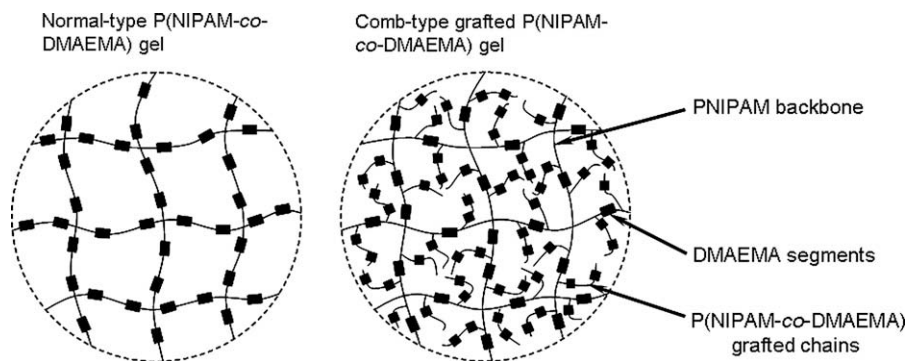 Normal-type P(NIPAM-co-
DMAEMA) gel
Comb-type grafted P(NIPAM-
co-DMAEMA) gel
PNIPAM backbone
DMAEMA segments
P(NIPAM-co-DMAEMA)
grafted chains